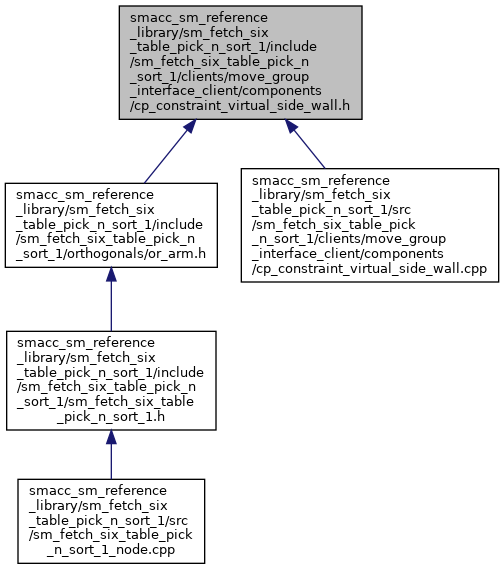 smacc_sm_reference
_library/sm_fetch_six
_table_pick_n_sort_1/include
/sm_fetch_six_table_pick_n
_sort_1/clients/move_group
_interface_client/components
/cp_constraint_virtual_side_wall.h
smacc_sm_reference
_library/sm_fetch_six
_table_pick_n_sort_1/include
/sm_fetch_six_table_pick_n
_sort_1/orthogonals/or_arm.h
smacc_sm_reference
_library/sm_fetch_six
_table_pick_n_sort_1/src
/sm_fetch_six_table_pick
_n_sort_1/clients/move_group
_interface_client/components
/cp_constraint_virtual_side_wall.cpp
smacc_sm_reference
_library/sm_fetch_six
_table_pick_n_sort_1/include
/sm_fetch_six_table_pick_n
_sort_1/sm_fetch_six_table
_pick_n_sort_1.h
smacc_sm_reference
_library/sm_fetch_six
_table_pick_n_sort_1/src
/sm_fetch_six_table_pick
_n_sort_1_node.cpp